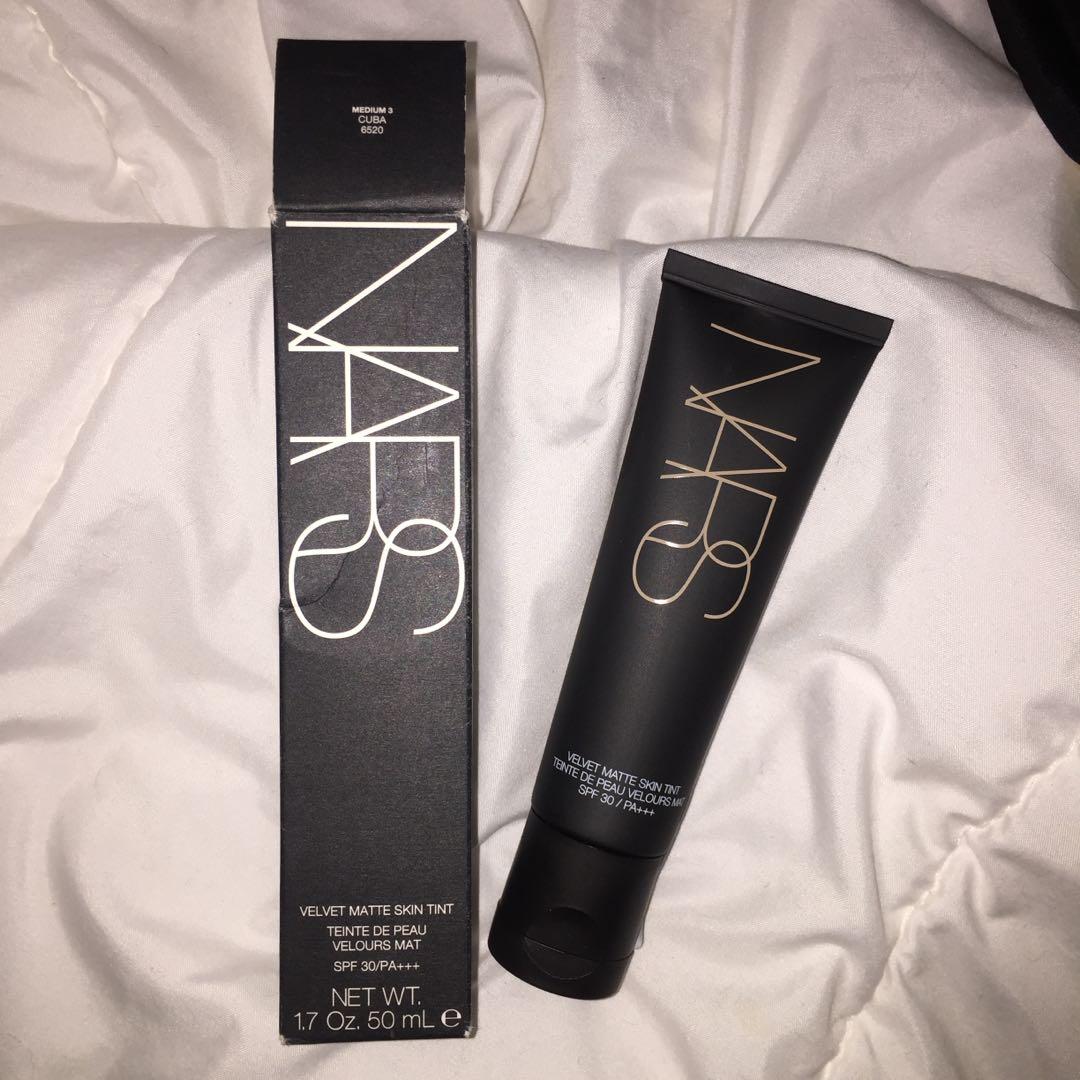 MEDIUM 3
CUBA
6520
NARS
VELVET MATTE SKIN TINT
TEINTE DE PEAU
VELOURS MAT
SPF 30/PA+++
NET WT.
1.7 Oz. 50 mL e
NARS
VELVET MATTE SKIN TINT
TEINTE DE PEAU VELOURS MAT
SPF 30 / PA+++